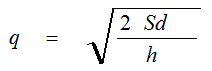 q = √(2 Sd / h)